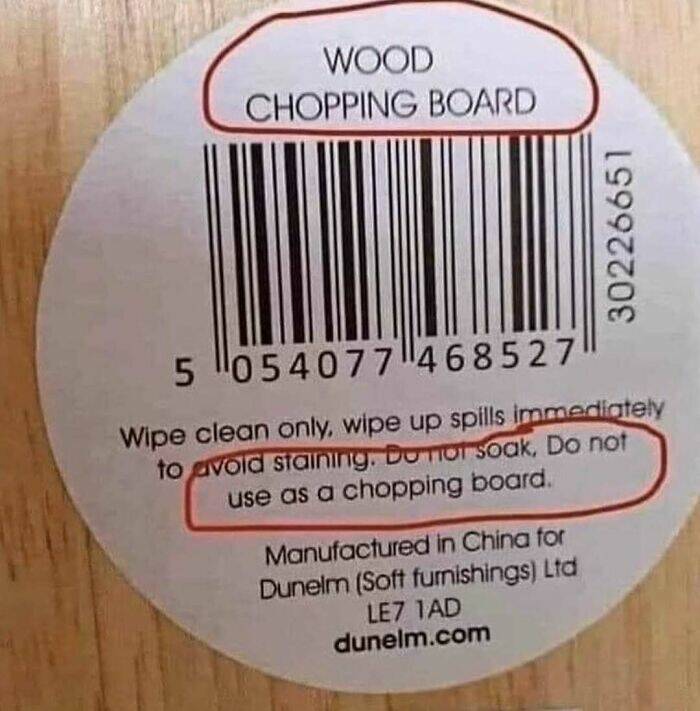 WOOD
CHOPPING BOARD
30226651
5 054077 468527
Wipe clean only, wipe up spills immediately
to avoid staining. Do not soak, Do not
use as a chopping board.
Manufactured in China for
Dunelm (Soft furnishings) Ltd
LE7 1AD
dunelm.com